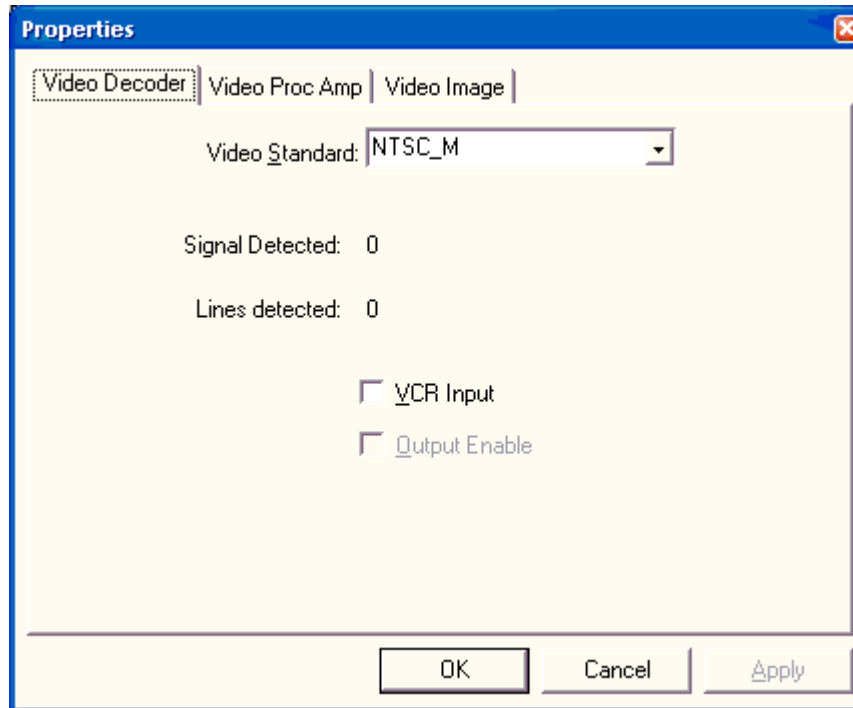 Properties
Video Decoder Video Proc Amp Video Image
Video Standard: NTSC_M
Signal Detected: 0
Lines detected: 0
VCR Input
Output Enable
OK Cancel Apply